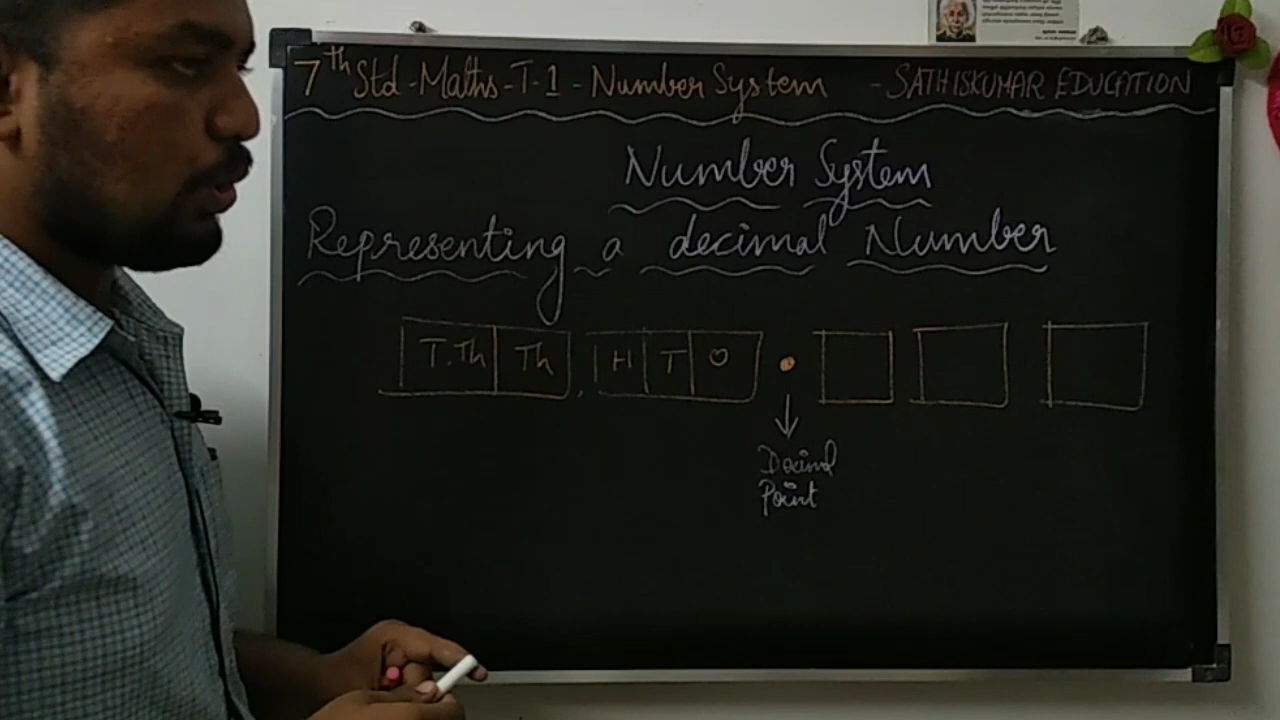 7th Std-Maths-T-1-Number System -SATHISKUMAR EDUCATION
Number System
Representing a decimal Number
T.Th Th , H T O .
Decimal
Point